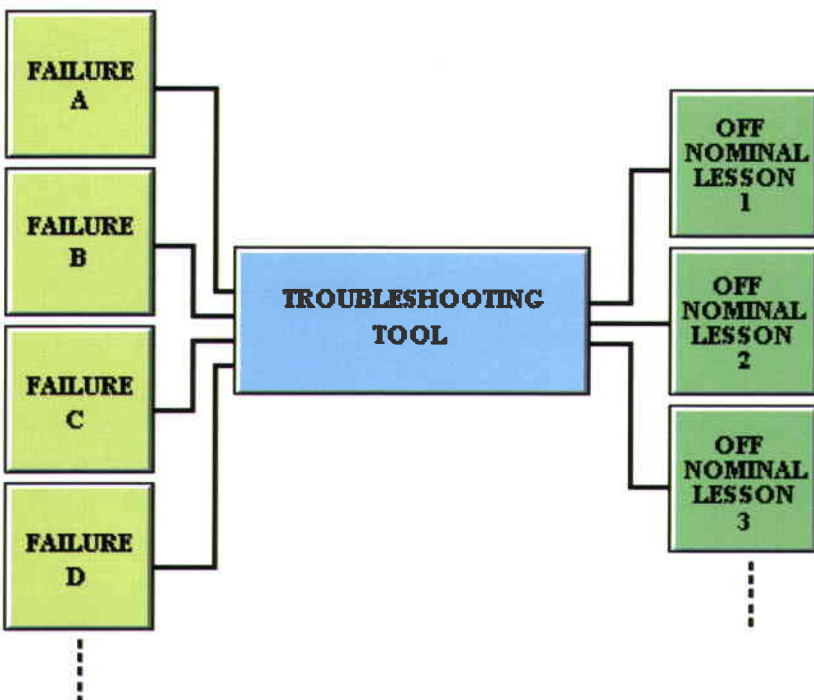 FAILURE
A
FAILURE
B
FAILURE
C
FAILURE
D
TROUBLESHOOTING
TOOL
OFF
NOMINAL
LESSON
1
OFF
NOMINAL
LESSON
2
OFF
NOMINAL
LESSON
3